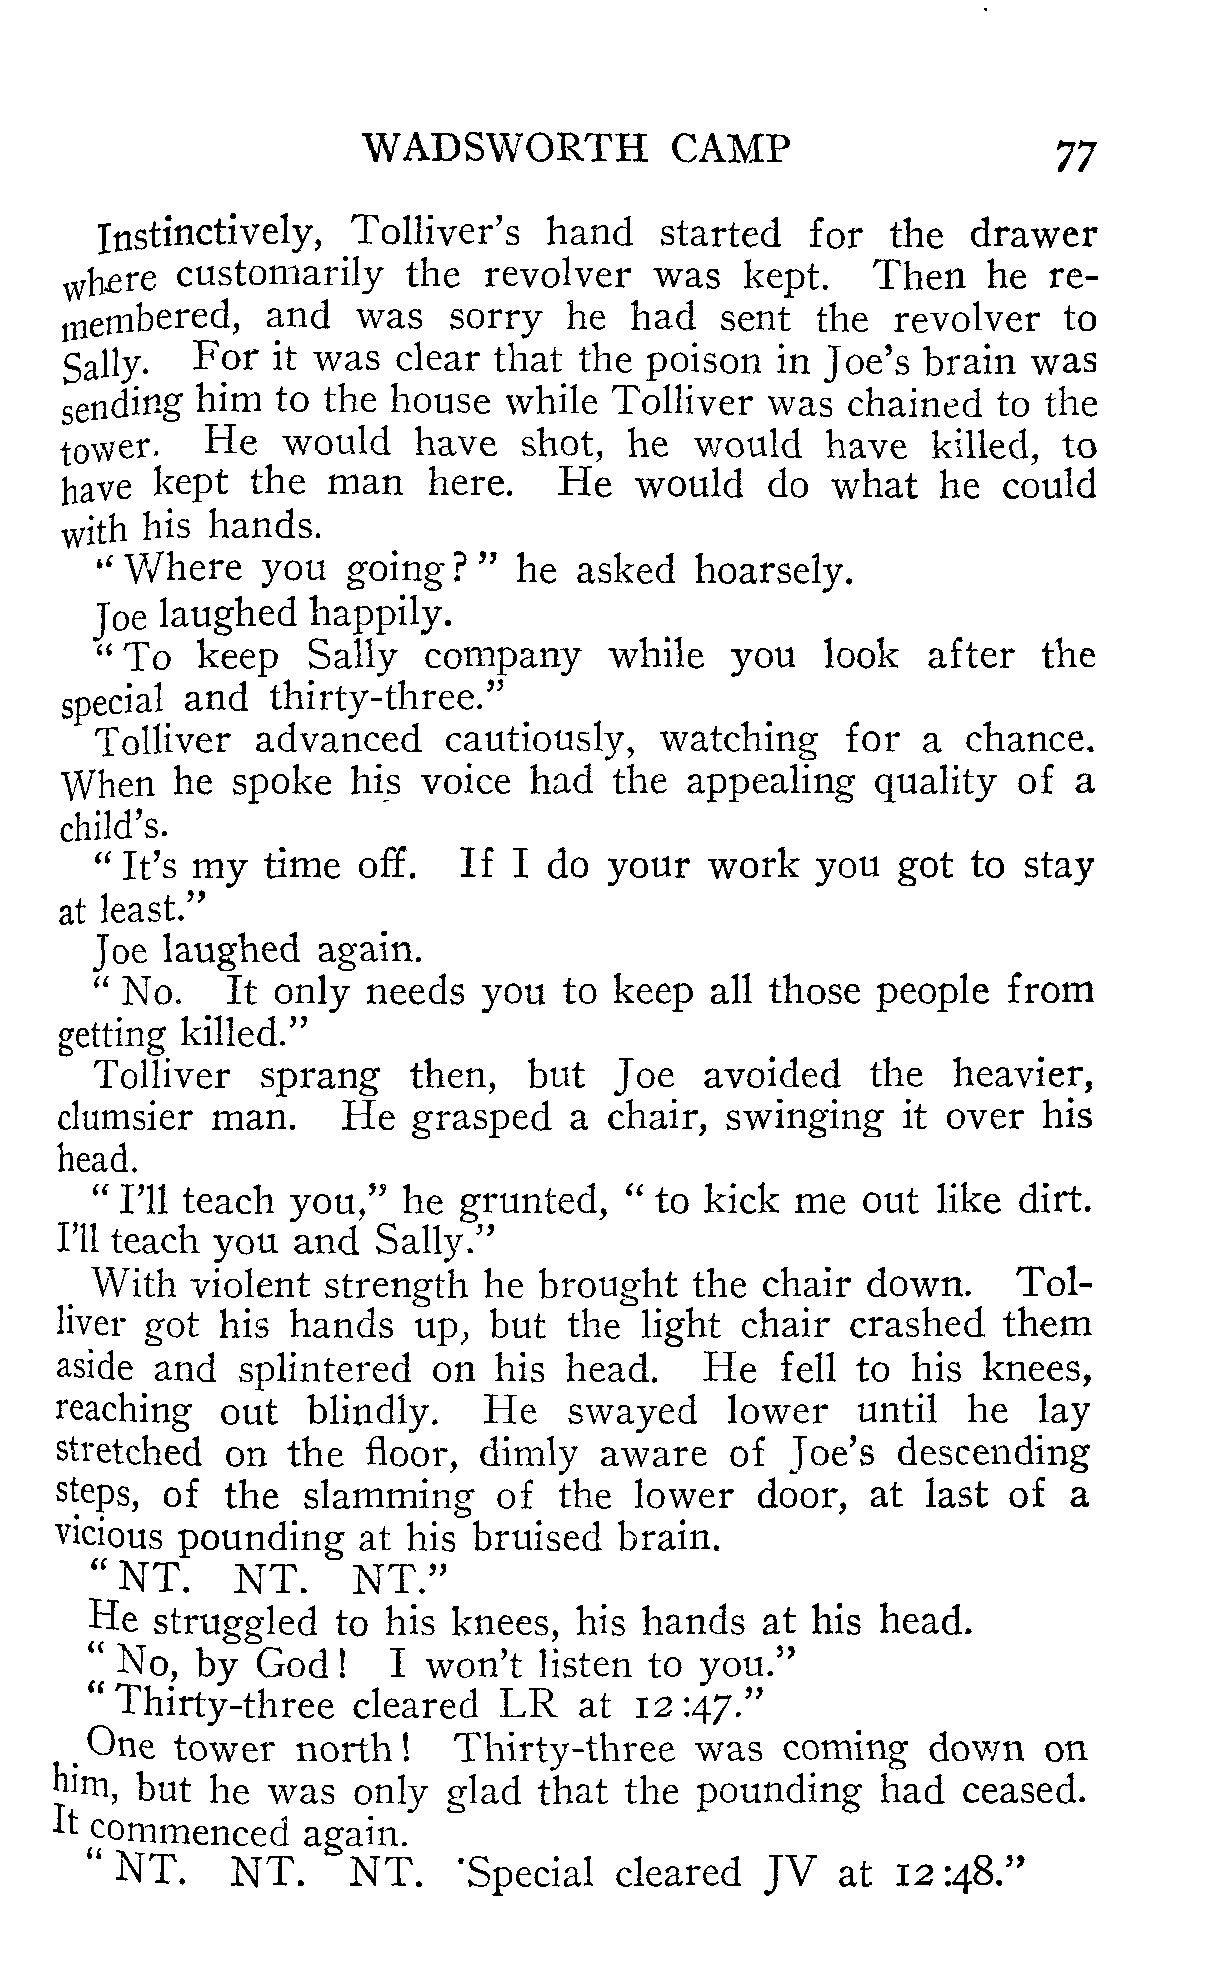 WADSWORTH CAMP 77
Instinctively, Tolliver's hand started for the drawer
where customarily the revolver was kept. Then he re-
membered, and was sorry he had sent the revolver to
Sally. For it was clear that the poison in Joe's brain was
sending him to the house while Tolliver was chained to the
tower. He would have shot, he would have killed, to
have kept the man here. He would do what he could
with his hands.
"Where you going?" he asked hoarsely.
Joe laughed happily.
"To keep Sally company while you look after the
special and thirty-three."
Tolliver advanced cautiously, watching for a chance.
When he spoke his voice had the appealing quality of a
child's.
"It's my time off. If I do your work you got to stay
at least."
Joe laughed again.
"No. It only needs you to keep all those people from
getting killed."
Tolliver sprang then, but Joe avoided the heavier,
clumsier man. He grasped a chair, swinging it over his
head.
"I'll teach you," he grunted, "to kick me out like dirt.
I'll teach you and Sally."
With violent strength he brought the chair down. Tol-
liver got his hands up, but the light chair crashed them
aside and splintered on his head. He fell to his knees,
reaching out blindly. He swayed lower until he lay
stretched on the floor, dimly aware of Joe's descending
steps, of the slamming of the lower door, at last of a
vicious pounding at his bruised brain.
"NT. NT. NT."
He struggled to his knees, his hands at his head.
"No, by God! I won't listen to you."
"Thirty-three cleared LR at 12:47."
One tower north! Thirty-three was coming down on
him, but he was only glad that the pounding had ceased.
It commenced again.
"NT. NT. NT. Special cleared JV at 12:48."